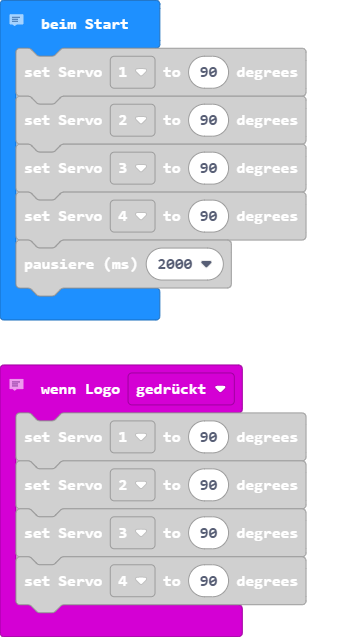 beim Start
set Servo 1 to 90 degrees
set Servo 2 to 90 degrees
set Servo 3 to 90 degrees
set Servo 4 to 90 degrees
pausiere (ms) 2000
wenn Logo gedrückt
set Servo 1 to 90 degrees
set Servo 2 to 90 degrees
set Servo 3 to 90 degrees
set Servo 4 to 90 degrees